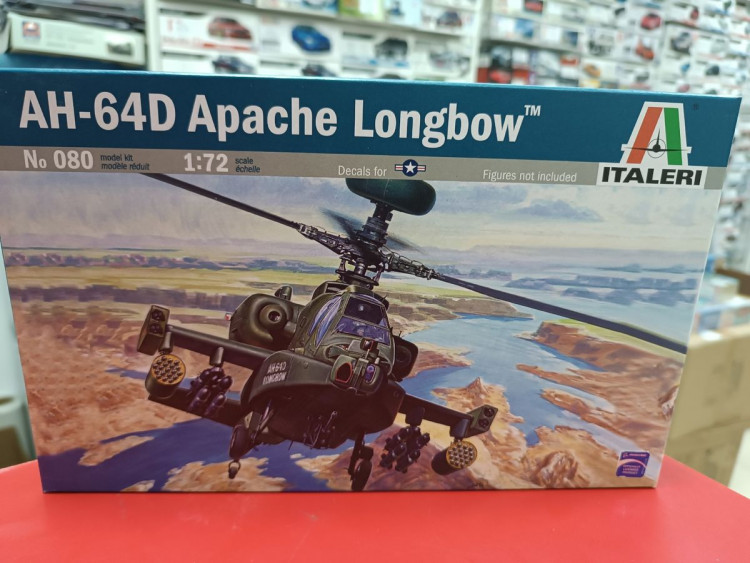 AH-64D Apache Longbow™
No 080 model kit
modèle réduit
1:72 scale
échelle
Decals for
Figures not included
ITALERI
AH-64D
LONGBOW